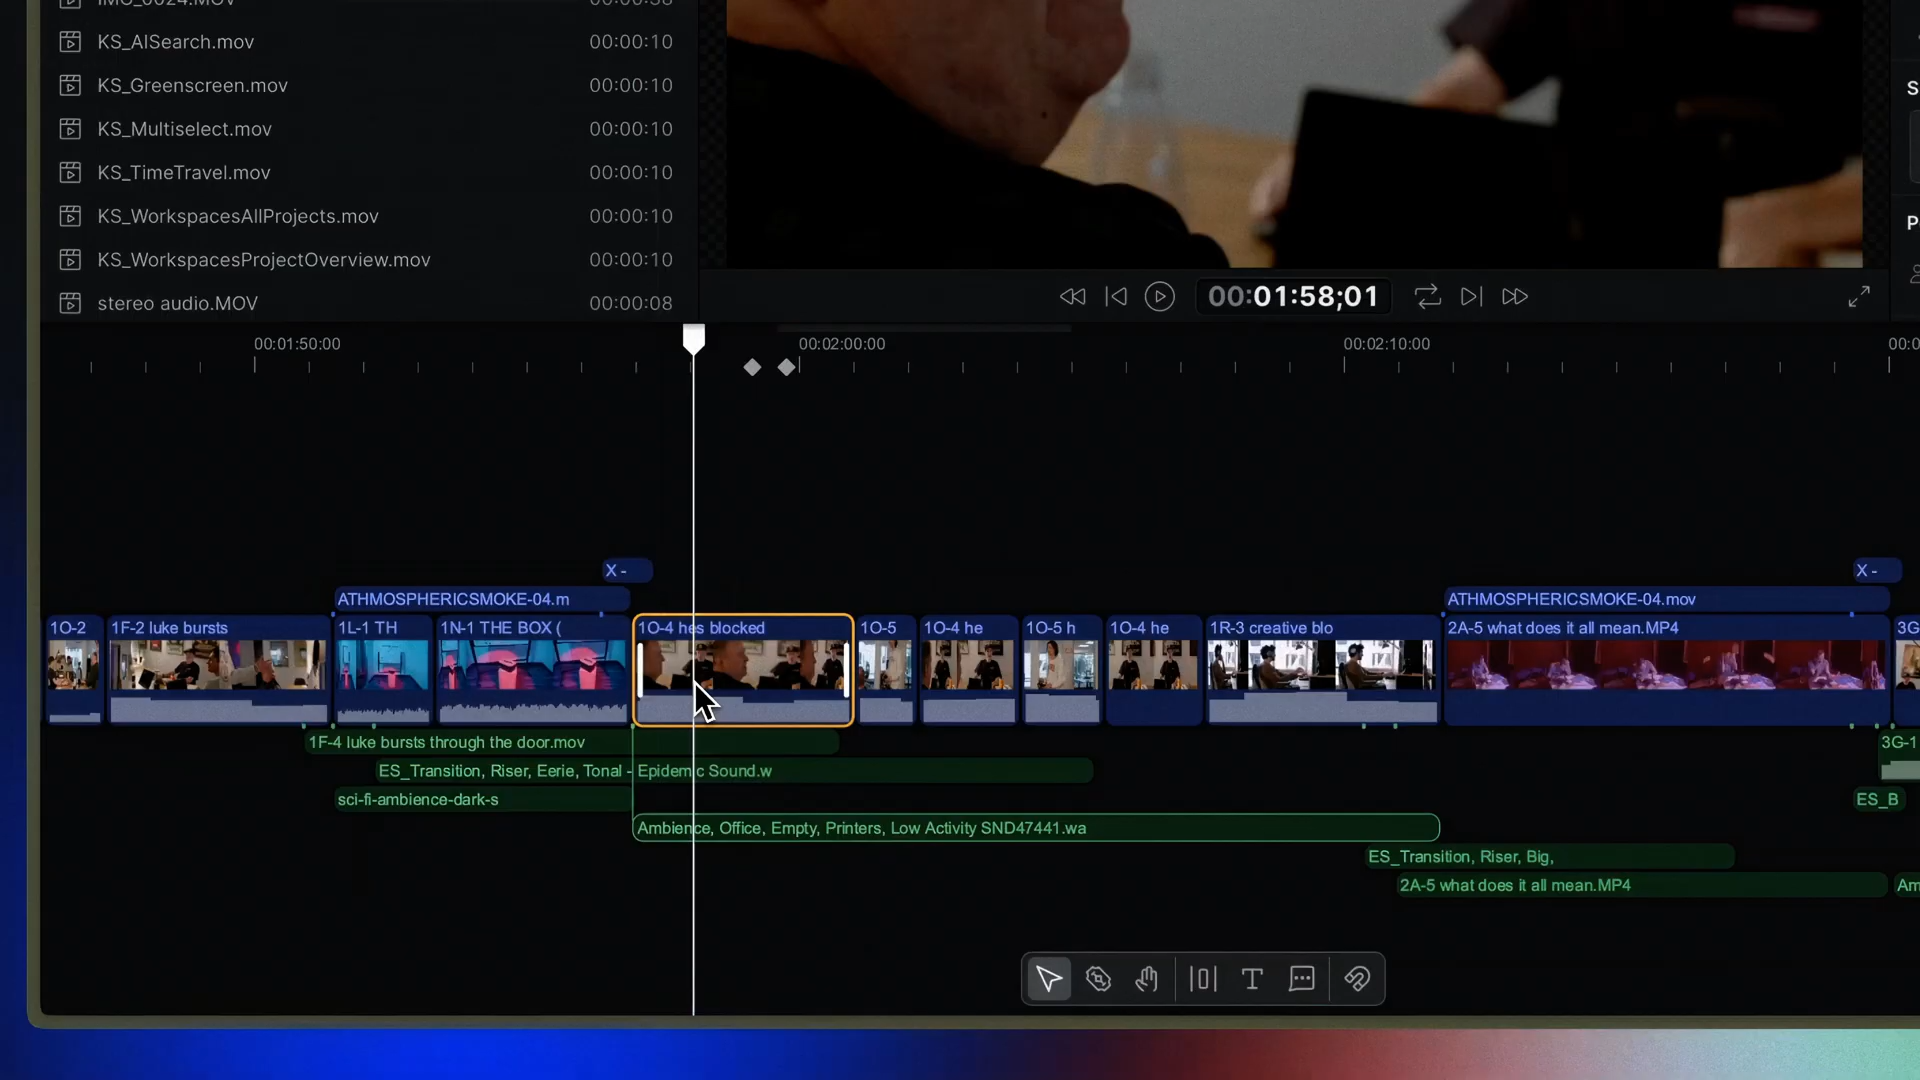 IMG_0024.MOV 00:00:38
KS_AISearch.mov 00:00:10
KS_Greenscreen.mov 00:00:10
KS_Multiselect.mov 00:00:10
KS_TimeTravel.mov 00:00:10
KS_WorkspacesAllProjects.mov 00:00:10
KS_WorkspacesProjectOverview.mov 00:00:10
stereo audio.MOV 00:00:08
00:01:58;01
00:01:50:00 00:02:00:00 00:02:10:00 00:0
X - X -
ATHMOSPHERICSMOKE-04.m ATHMOSPHERICSMOKE-04.mov
1O-2 1F-2 luke bursts 1L-1 TH 1N-1 THE BOX ( 1O-4 hes blocked 1O-5 1O-4 he 1O-5 h 1O-4 he 1R-3 creative blo 2A-5 what does it all mean.MP4 3G
1F-4 luke bursts through the door.mov 3G-1
ES_Transition, Riser, Eerie, Tonal - Epidemic Sound.w
sci-fi-ambience-dark-s ES_B
Ambience, Office, Empty, Printers, Low Activity SND47441.wa
ES_Transition, Riser, Big,
2A-5 what does it all mean.MP4 Am
T